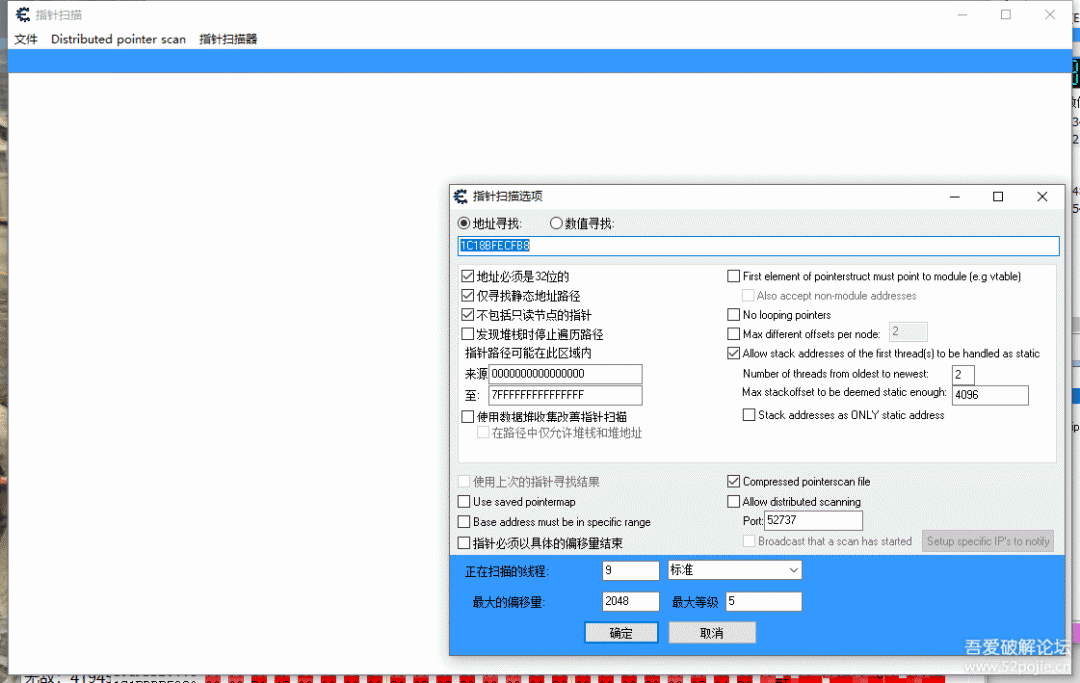 指针扫描
文件 Distributed pointer scan 指针扫描器
指针扫描选项
地址寻找: 数值寻找:
1C18BFECFB8
地址必须是32位的
仅寻找静态地址路径
不包括只读节点的指针
发现堆栈时停止遍历路径
指针路径可能在此区域内
来源 0000000000000000
至: 7FFFFFFFFFFFFFFF
使用数据堆收集改善指针扫描
在路径中仅允许堆栈和堆地址
First element of pointerstruct must point to module (e.g vtable)
Also accept non-module addresses
No looping pointers
Max different offsets per node: 2
Allow stack addresses of the first thread(s) to be handled as static
Number of threads from oldest to newest: 2
Max stackoffset to be deemed static enough: 4096
Stack addresses as ONLY static address
使用上次的指针寻找结果
Use saved pointermap
Base address must be in specific range
指针必须以具体的偏移量结束
Compressed pointerscan file
Allow distributed scanning
Port: 52737
Broadcast that a scan has started Setup specific IP's to notify
正在扫描的线程: 9 标准
最大的偏移量: 2048 最大等级 5
确定 取消
吾爱破解论坛
www.52pojie.cn